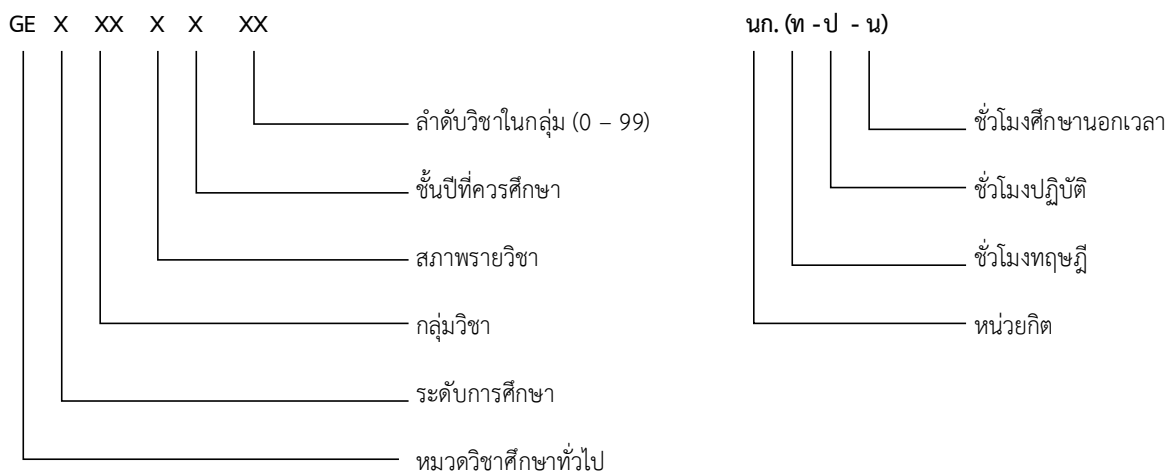 GE X XX X X XX นก. (ท - ป - น)
ลำดับวิชาในกลุ่ม (0 – 99) ชั่วโมงศึกษานอกเวลา
ชั้นปีที่ควรศึกษา ชั่วโมงปฏิบัติ
สภาพรายวิชา ชั่วโมงทฤษฎี
กลุ่มวิชา หน่วยกิต
ระดับการศึกษา
หมวดวิชาศึกษาทั่วไป